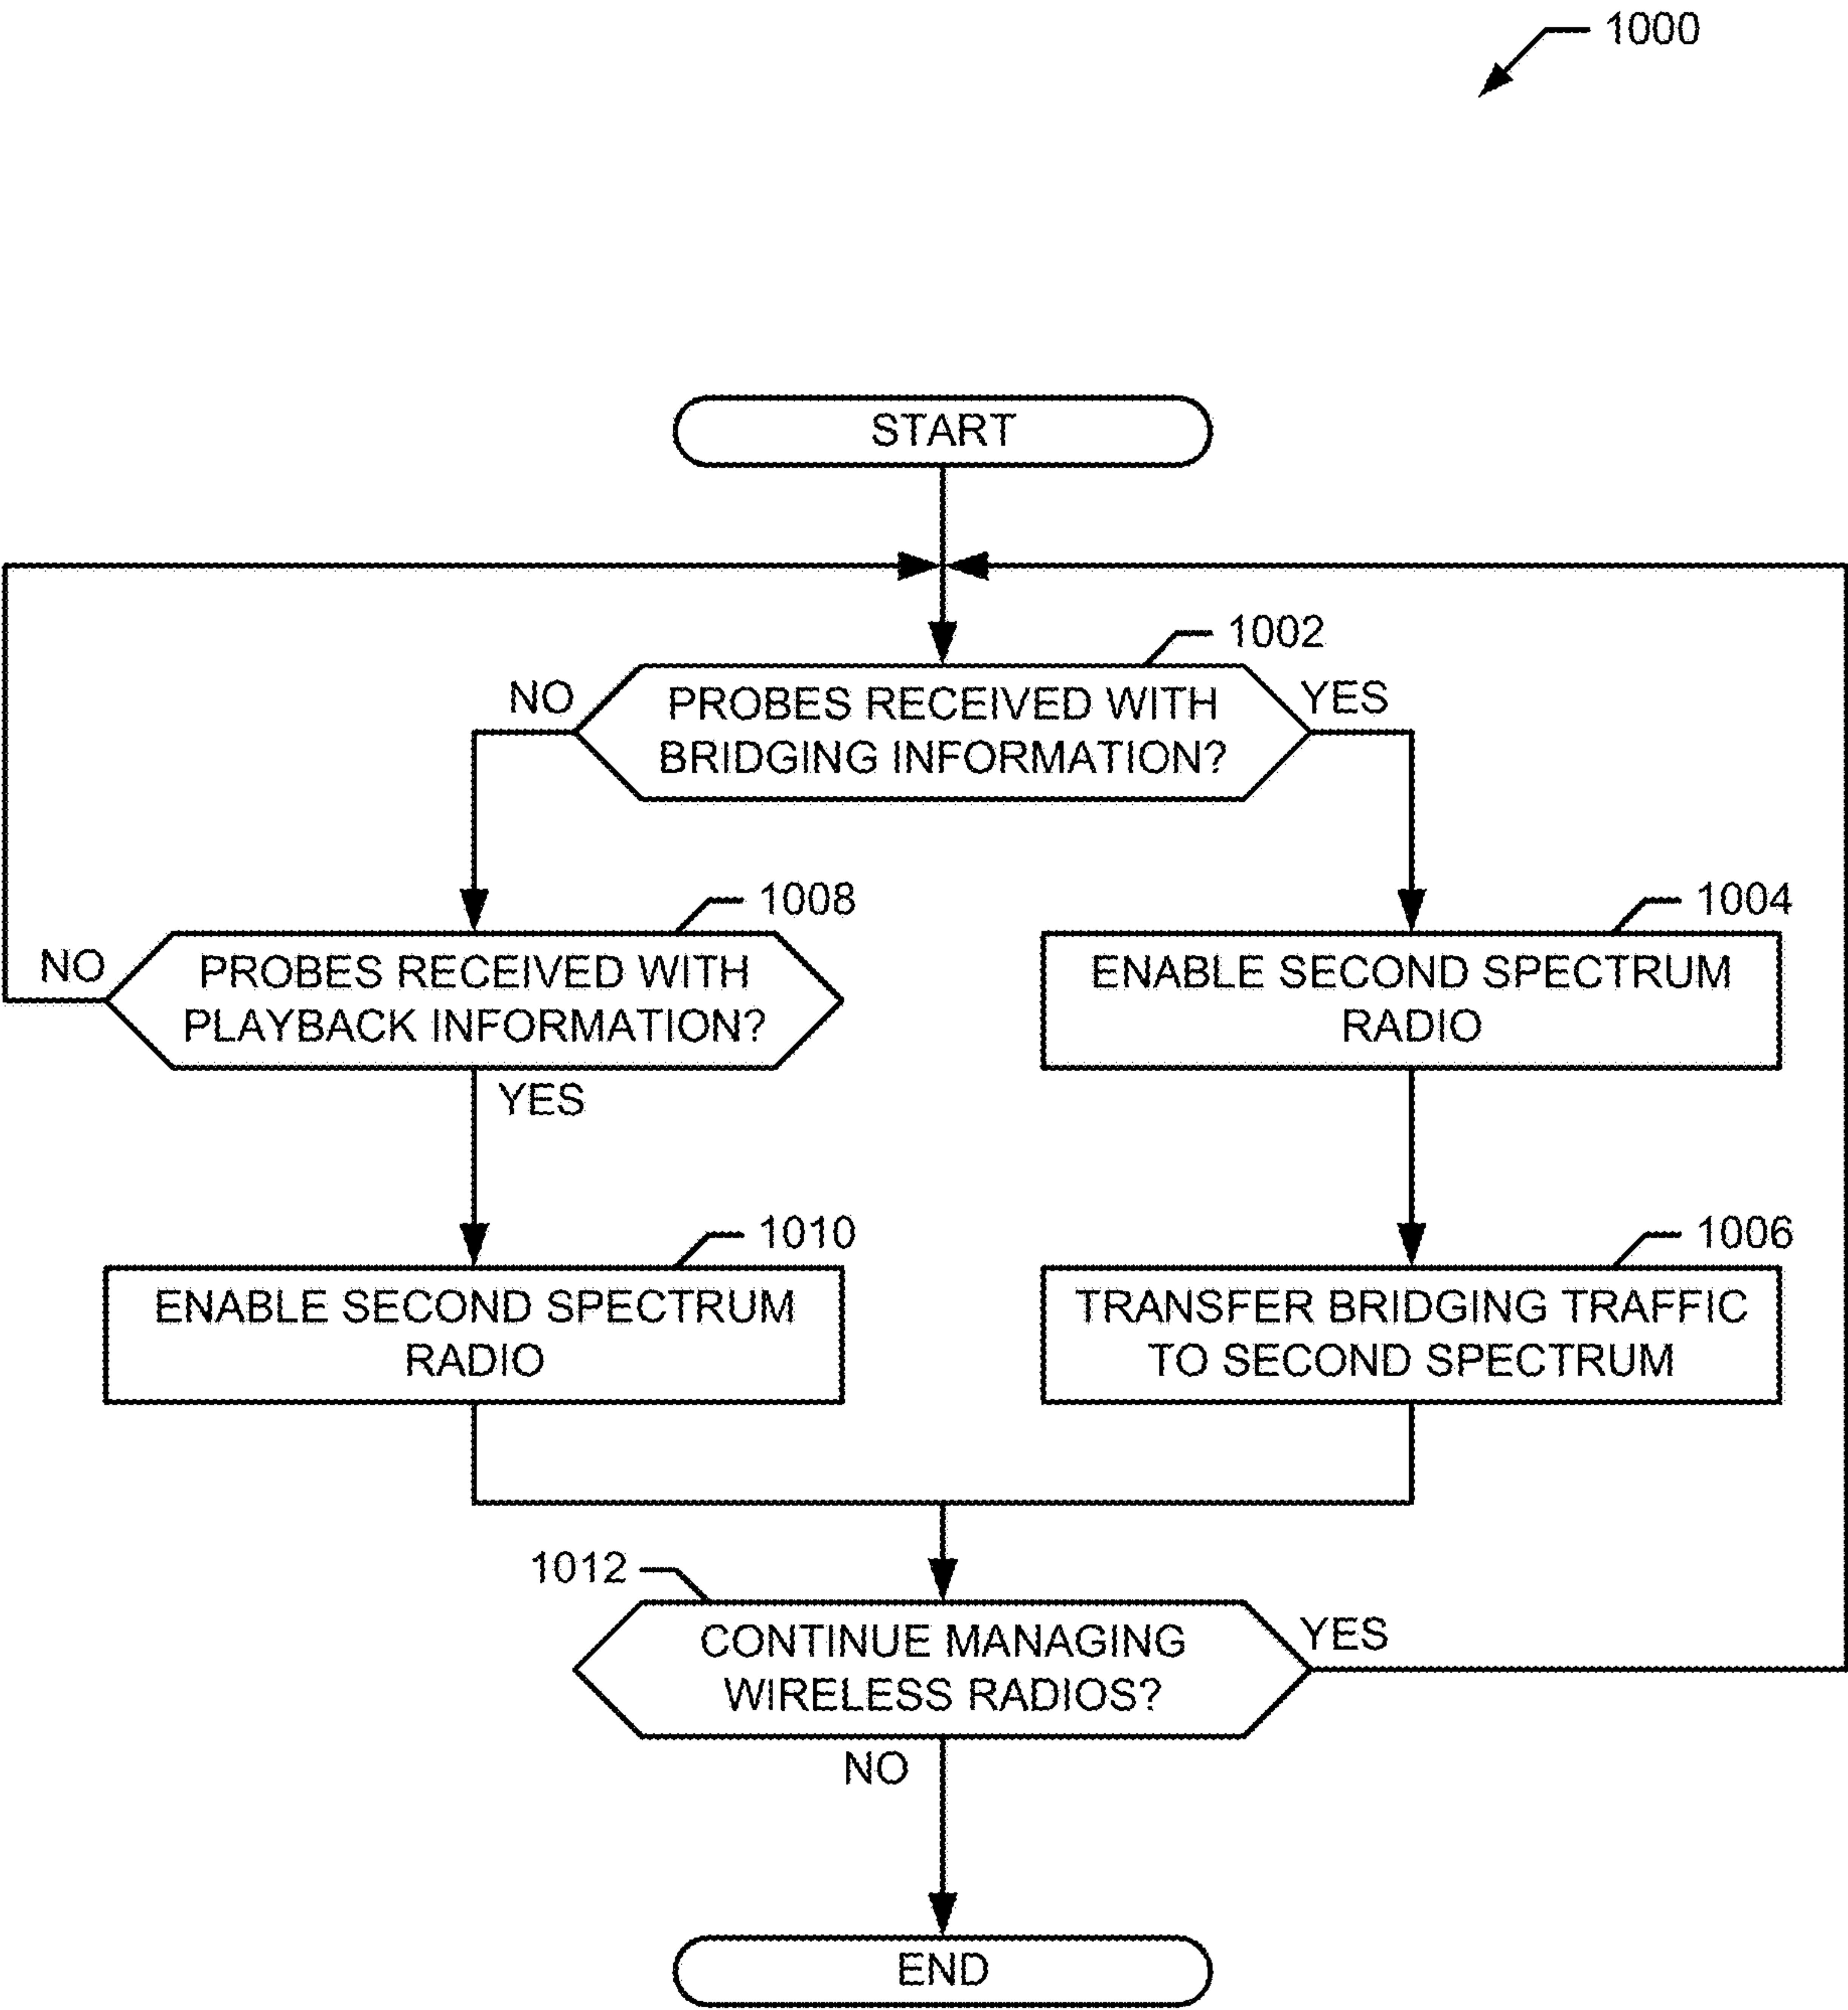 1000
START
1002
NO
YES
PROBES RECEIVED WITH
BRIDGING INFORMATION?
1008
1004
NO
PROBES RECEIVED WITH
PLAYBACK INFORMATION?
ENABLE SECOND SPECTRUM
RADIO
YES
1010
1006
ENABLE SECOND SPECTRUM
RADIO
TRANSFER BRIDGING TRAFFIC
TO SECOND SPECTRUM
1012
CONTINUE MANAGING
WIRELESS RADIOS?
YES
NO
END